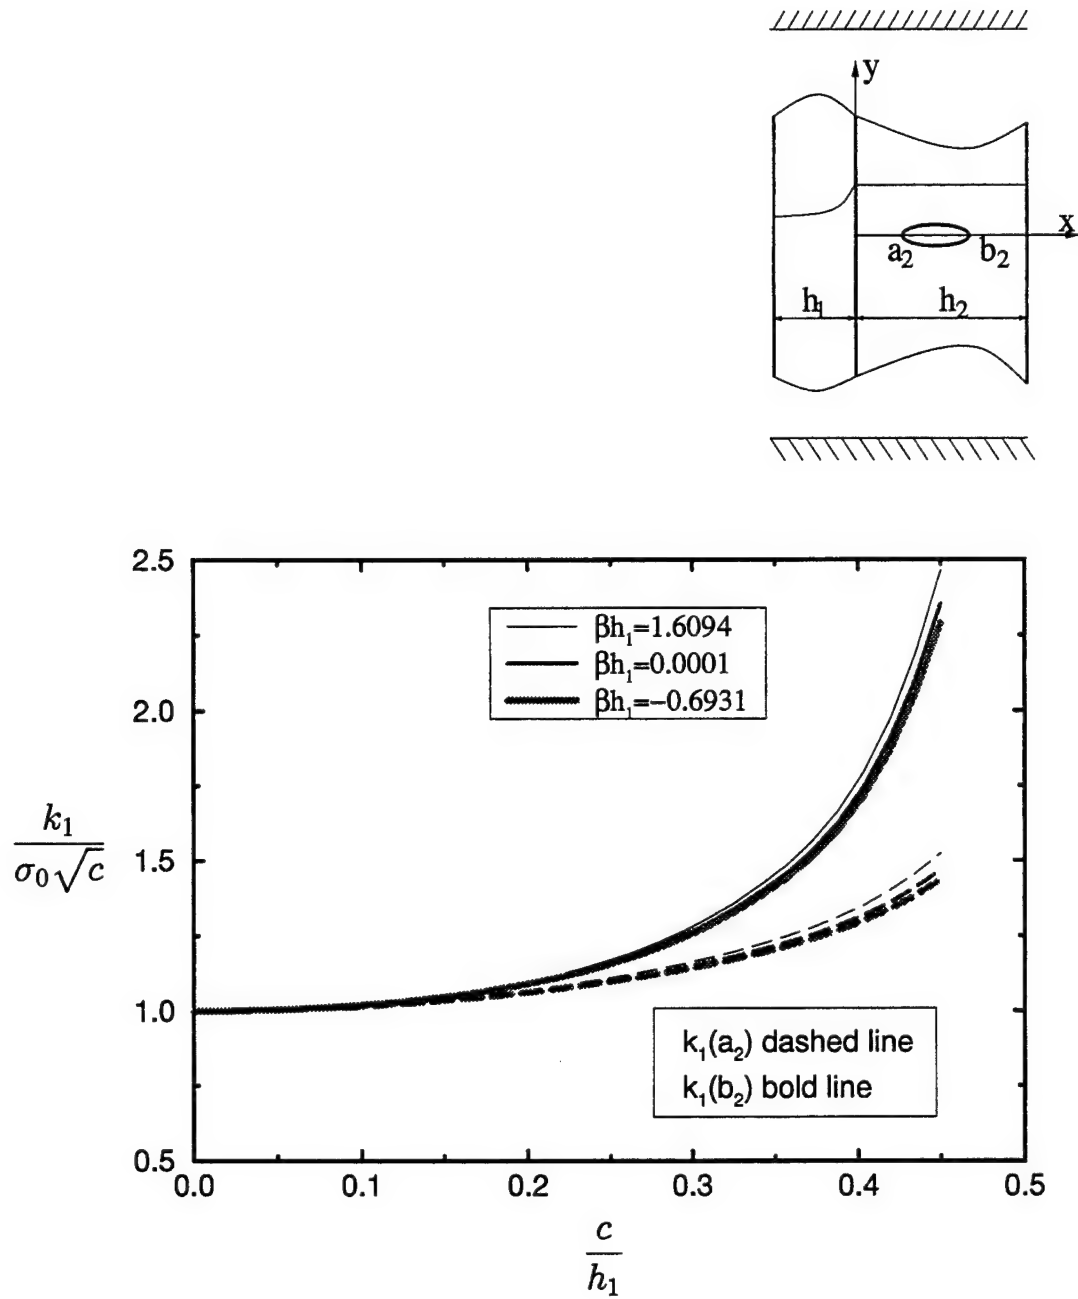 y
x
a₂
b₂
h₁
h₂
2.5
2.0
1.5
1.0
0.5
k₁
σ₀√c
βh₁=1.6094
βh₁=0.0001
βh₁=−0.6931
k₁(a₂) dashed line
k₁(b₂) bold line
0.0 0.1 0.2 0.3 0.4 0.5
c
h₁